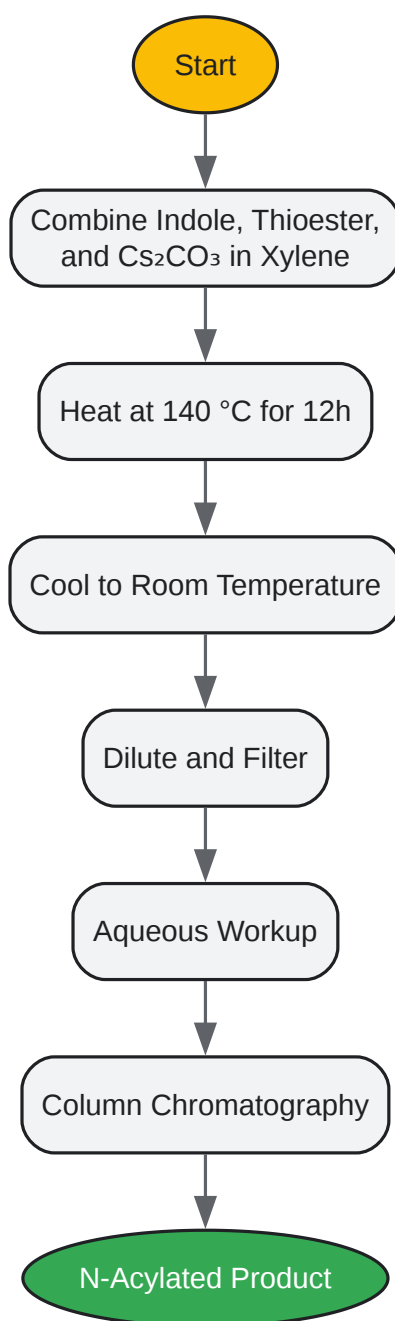 Start
Combine Indole, Thioester,
and Cs₂CO₃ in Xylene
Heat at 140 °C for 12h
Cool to Room Temperature
Dilute and Filter
Aqueous Workup
Column Chromatography
N-Acylated Product